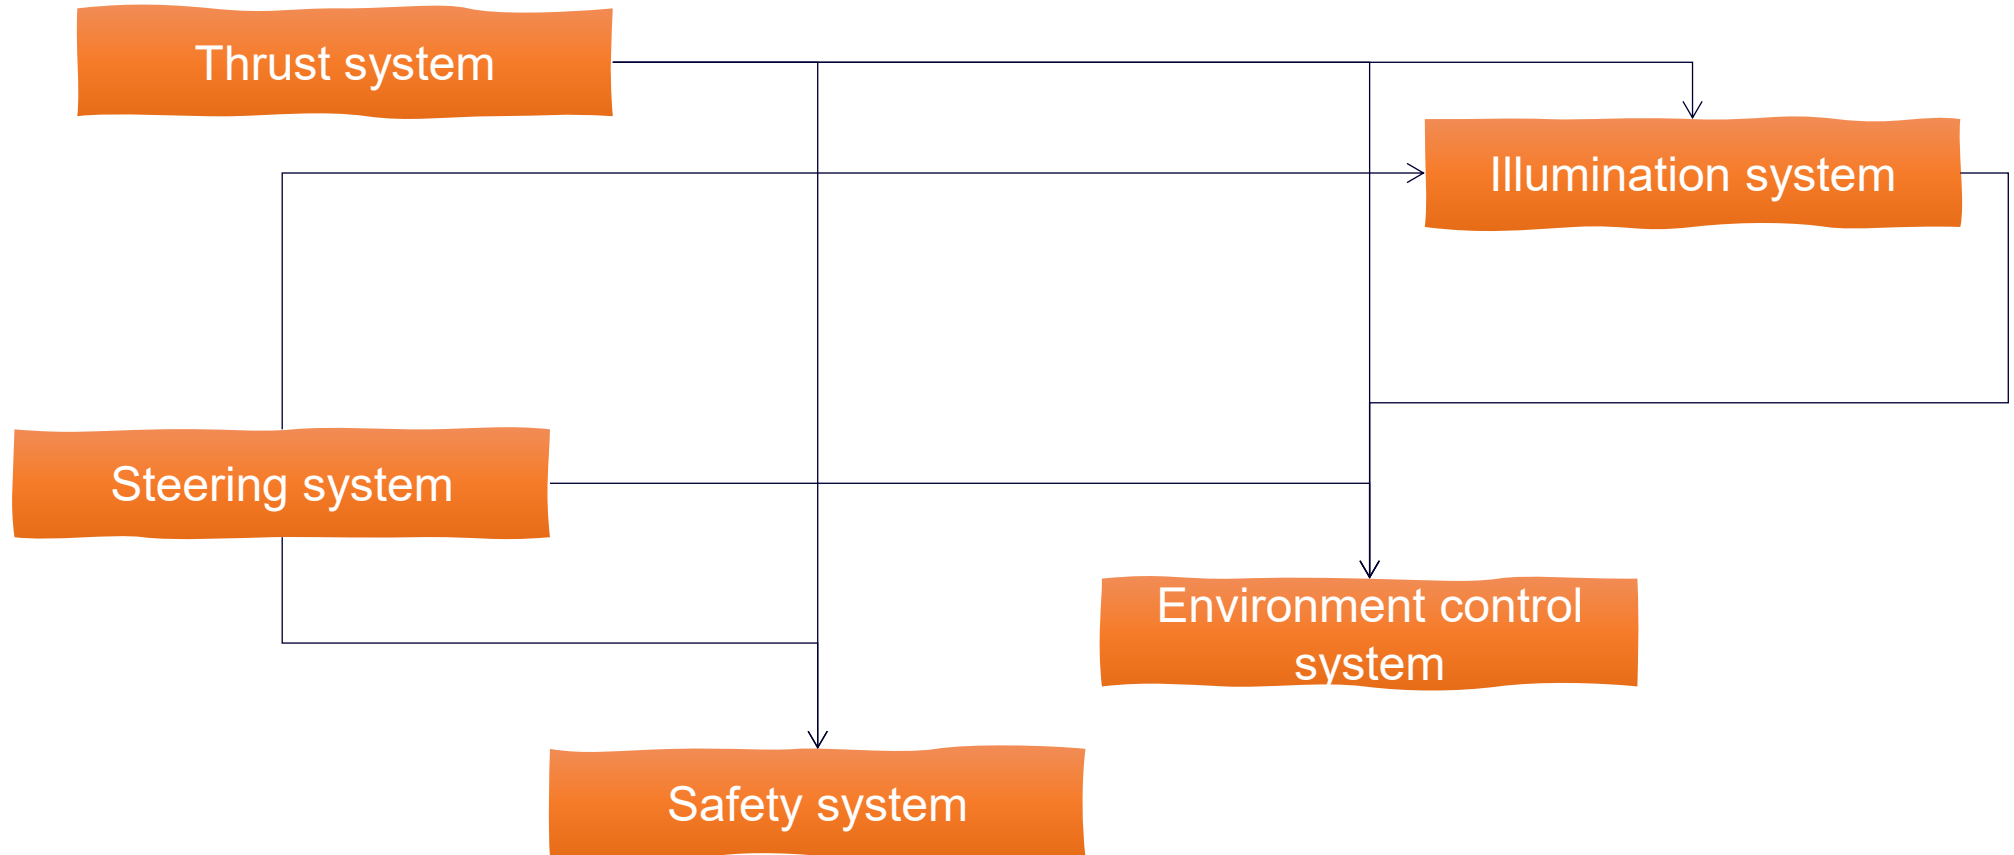 Thrust system
Illumination system
Steering system
Environment control
system
Safety system